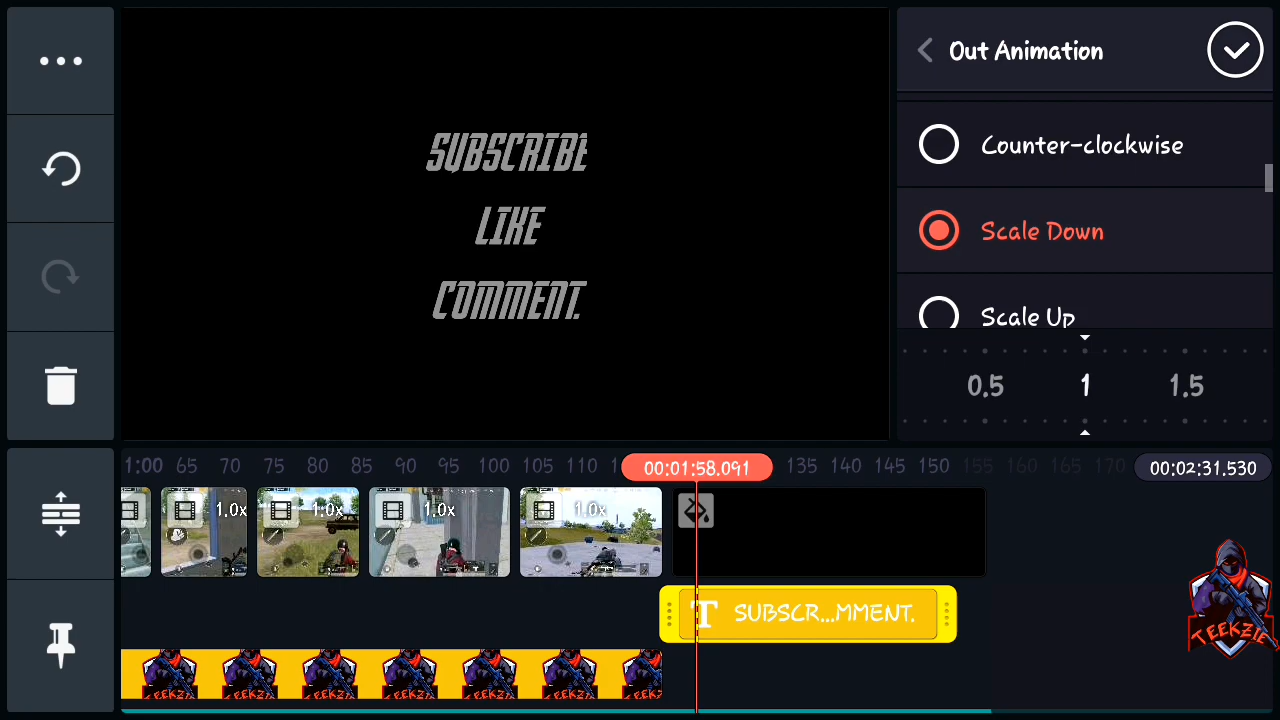 Out Animation
SUBSCRIBE
LIKE
COMMENT.
Counter-clockwise
Scale Down
Scale Up
0.5 1 1.5
1:00 65 70 75 80 85 90 95 100 105 110 1 00:01:58.091 135 140 145 150 155 160 165 170 00:02:31.530
1.0x 1.0x 1.0x 1.0x
T SUBSCR...MMENT.
TEEKZIE